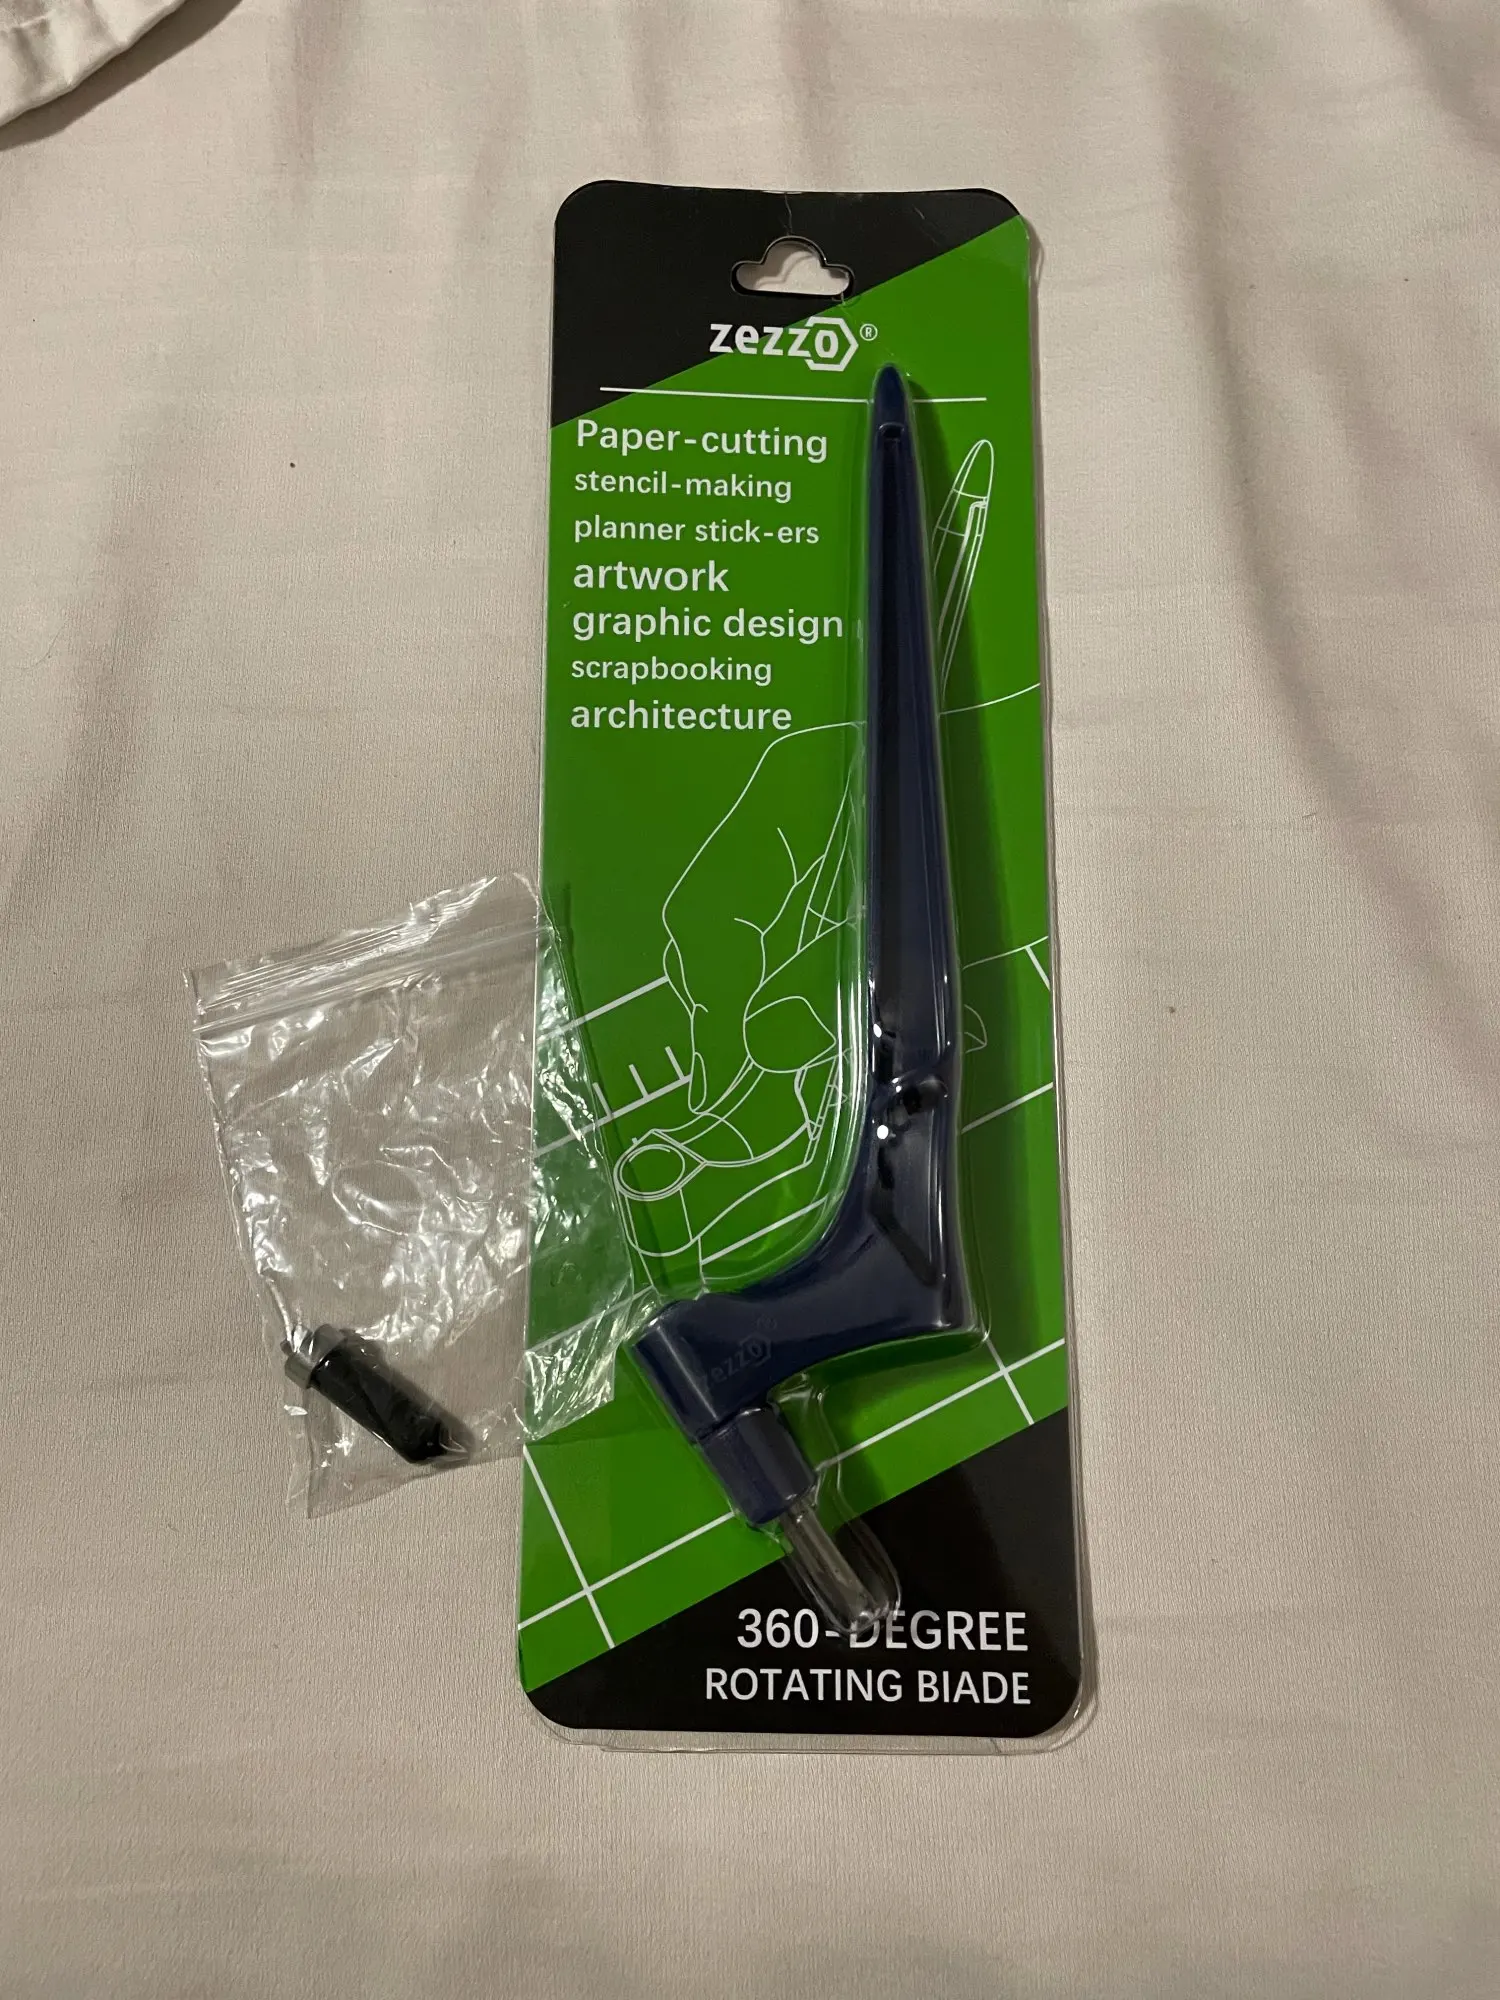 zezzo®
Paper-cutting
stencil-making
planner stick-ers
artwork
graphic design
scrapbooking
architecture
zezzo®
360-DEGREE
ROTATING BIADE